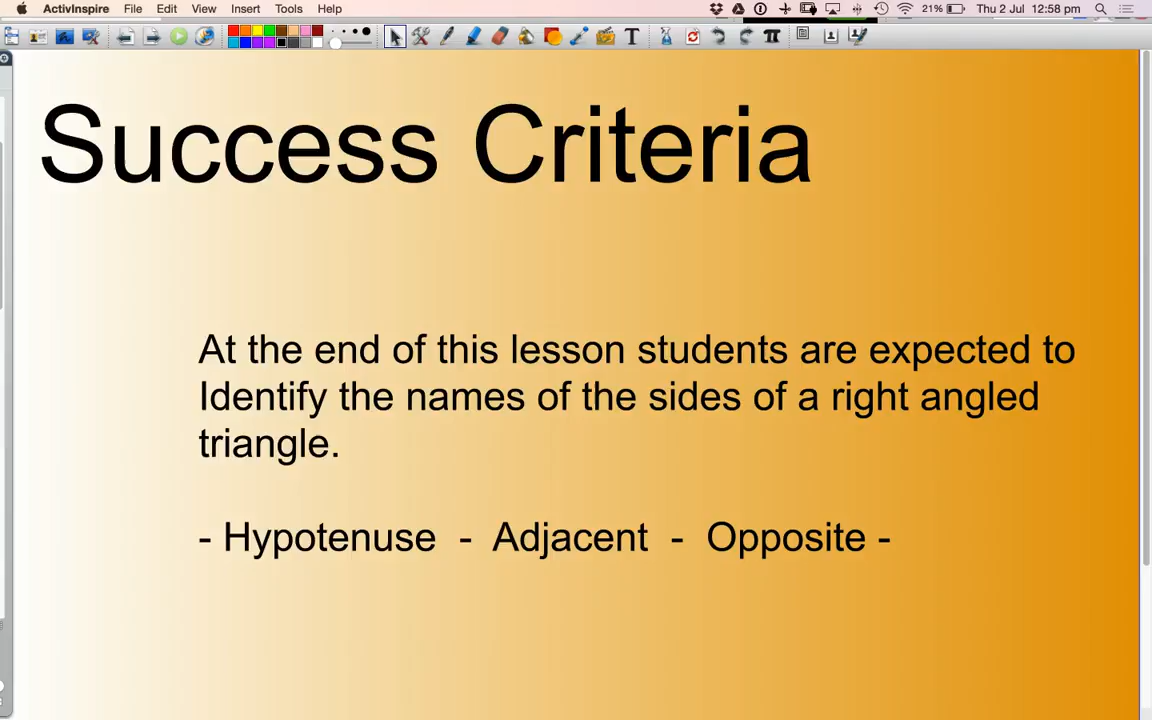 ActivInspire File Edit View Insert Tools Help 21% Thu 2 Jul 12:58 pm
T
Success Criteria
At the end of this lesson students are expected to
Identify the names of the sides of a right angled
triangle.
- Hypotenuse - Adjacent - Opposite -